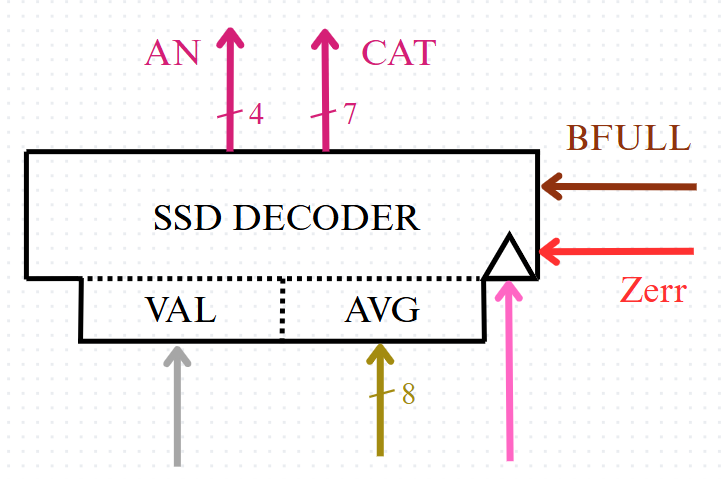 AN
CAT
4
7
BFULL
SSD DECODER
Zerr
VAL
AVG
8